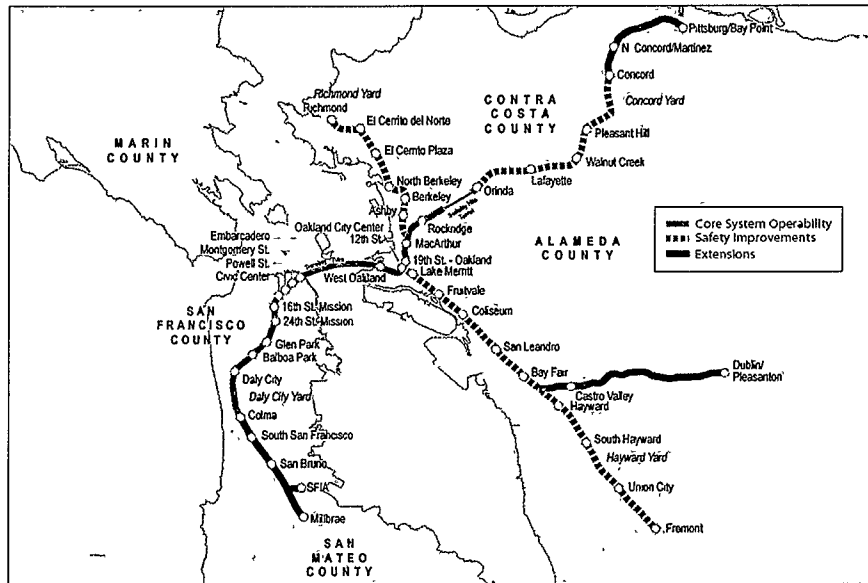 Pittsburg/Bay Point
N Concord/Martinez
Concord
Concord Yard
CONTRA
COSTA
COUNTY
Richmond Yard
Richmond
El Cerrito del Norte
El Cerrito Plaza
Pleasant Hill
Walnut Creek
Lafayette
Orinda
MARIN
COUNTY
North Berkeley
Berkeley
Ashby
Rockridge
MacArthur
Oakland City Center
12th St.
Embarcadero
Montgomery St.
Powell St.
Civic Center
19th St. - Oakland
Lake Merritt
West Oakland
ALAMEDA
COUNTY
Core System Operability
Safety Improvements
Extensions
Fruitvale
Coliseum
San Leandro
Bay Fair
Castro Valley
Dublin/
Pleasanton
Hayward
South Hayward
Hayward Yard
Union City
Fremont
SAN
FRANCISCO
COUNTY
16th St. Mission
24th St. Mission
Glen Park
Balboa Park
Daly City
Daly City Yard
Colma
South San Francisco
San Bruno
SFIA
Millbrae
SAN
MATEO
COUNTY